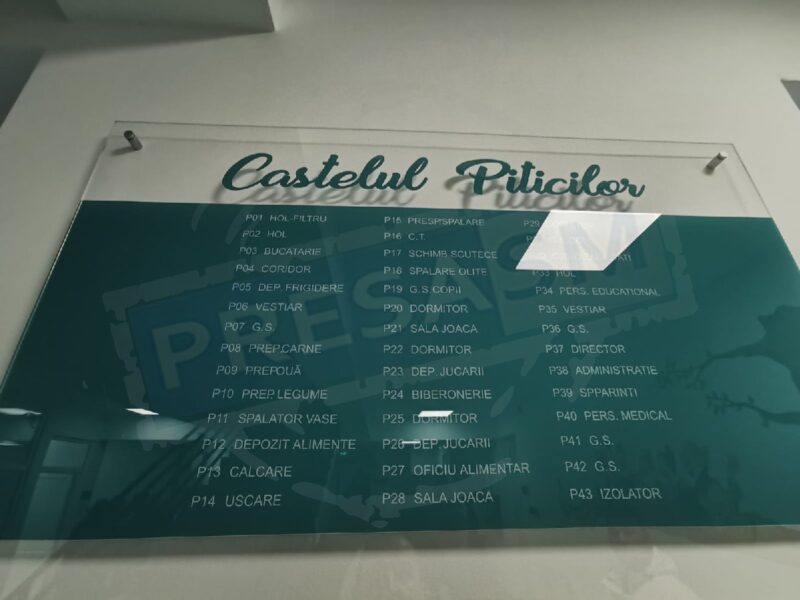 Castelul Piticilor
P01 HOL-FILTRU
P02 HOL
P03 BUCATARIE
P04 CORIDOR
P05 DEP. FRIGIDERE
P06 VESTIAR
P07 G.S.
P08 PREP.CARNE
P09 PREPOUĂ
P10 PREP.LEGUME
P11 SPALATOR VASE
P12 DEPOZIT ALIMENTE
P13 CALCARE
P14 USCARE
P15 PRESP.SPALARE
P16 C.T.
P17 SCHIMB.SCUTECE
P18 SPALARE OLITE
P19 G.S.COPII
P20 DORMITOR
P21 SALA JOACA
P22 DORMITOR
P23 DEP. JUCARII
P24 BIBERONERIE
P25 DORMITOR
P26 DEP. JUCARII
P27 OFICIU ALIMENTAR
P28 SALA JOACA
P29
P33 HOL
P34 PERS. EDUCATIONAL
P35 VESTIAR
P36 G.S.
P37 DIRECTOR
P38 ADMINISTRATIE
P39 SPPARINTI
P40 PERS. MEDICAL
P41 G.S.
P42 G.S.
P43 IZOLATOR
PRESASM